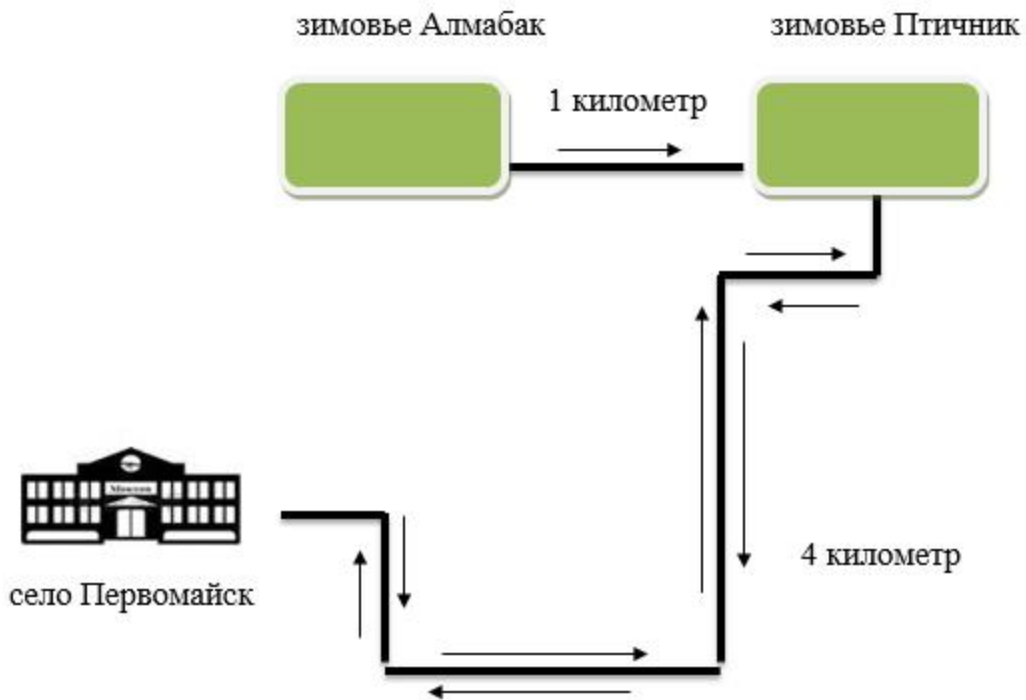 зимовье Алмабак
зимовье Птичник
1 километр
4 километр
село Первомайск